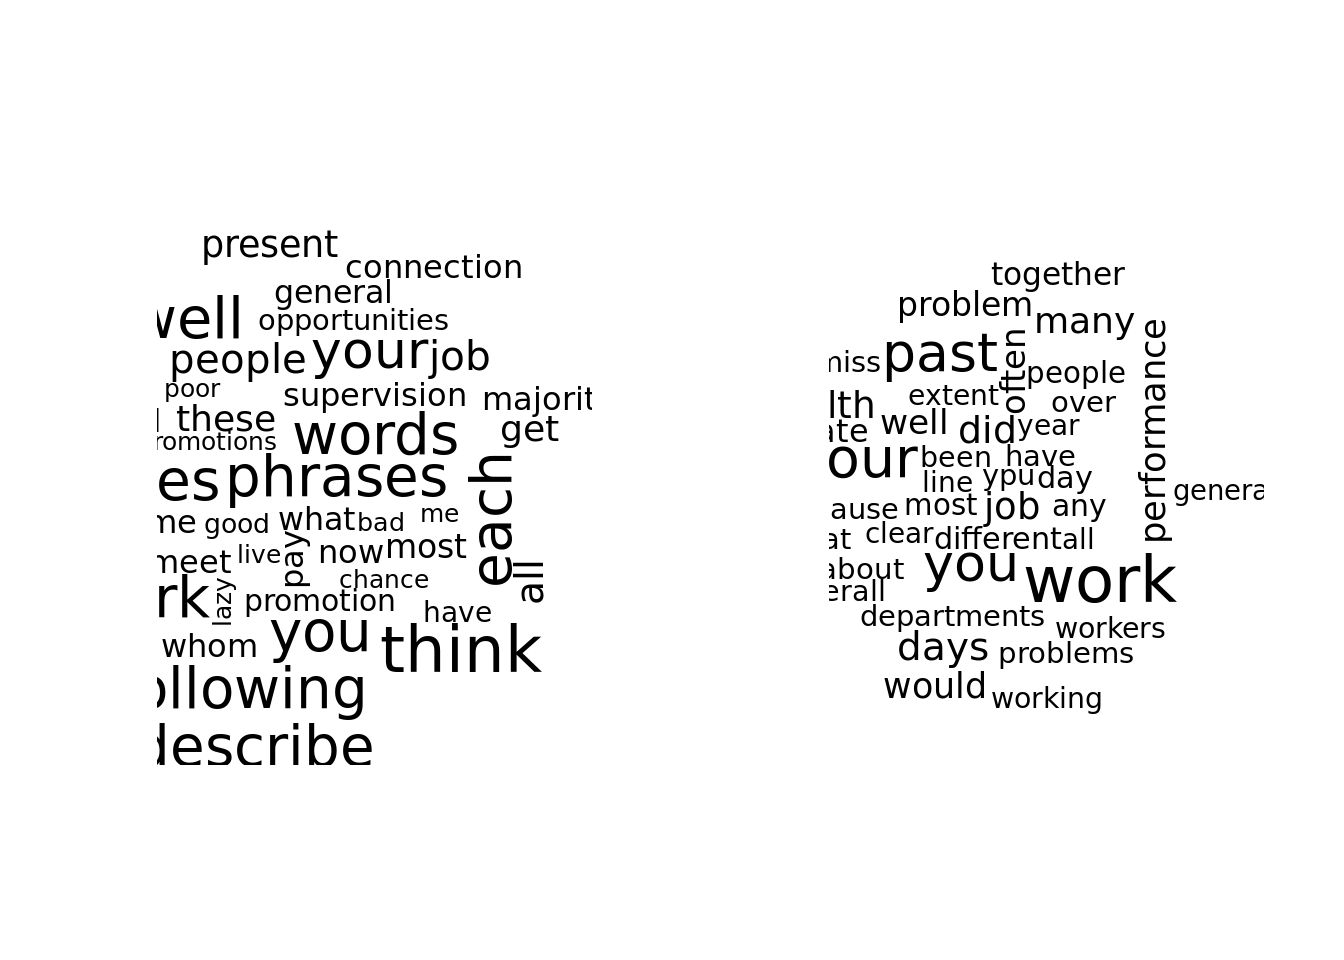 present
connection
general
well
opportunities
people your job
poor
supervision
majorit
these
romotions
words
get
es phrases
each
me good what bad me
meet live pay now most
chance
all
rk lazy promotion
have
whom you think
ollowing
describe
together
problem
many
often
performance
miss past
people
extent
over
lth
ate well did year
our been have
line you day
genera
ause most job any
at clear different all
about you work
erall
departments
workers
days problems
would working